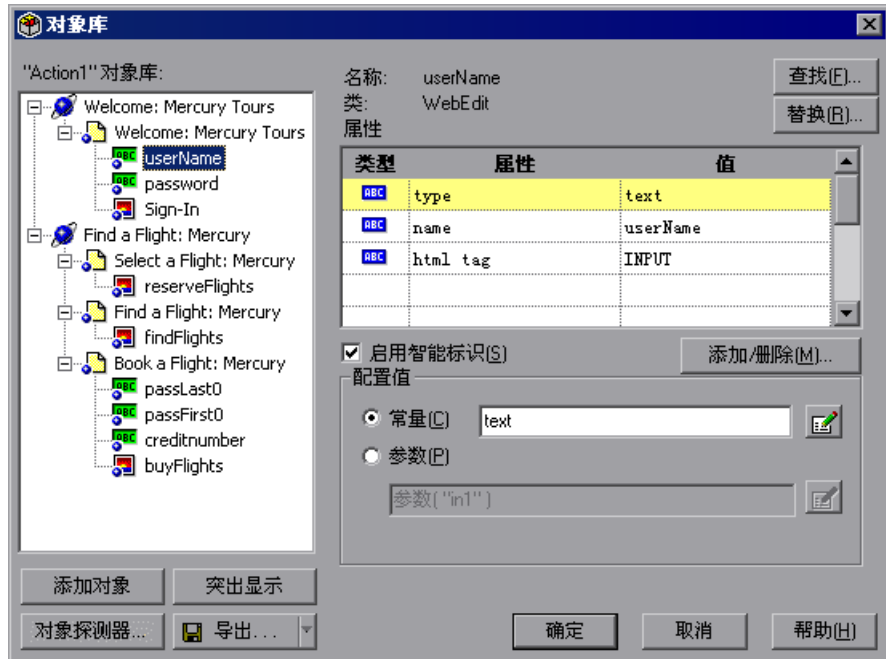 对象库
"Action1"对象库:
Welcome: Mercury Tours
Welcome: Mercury Tours
userName
password
Sign-In
Find a Flight: Mercury
Select a Flight: Mercury
reserveFlights
Find a Flight: Mercury
findFlights
Book a Flight: Mercury
passLast0
passFirst0
creditnumber
buyFlights
添加对象 突出显示
对象探测器... 导出...
名称: userName
类: WebEdit
属性
查找(F)...
替换(R)...
类型 属性 值
ABC type text
ABC name userName
ABC html tag INPUT
启用智能标识(S) 添加/删除(M)...
配置值
常量(C) text
参数(P)
参数("in1")
确定 取消 帮助(H)